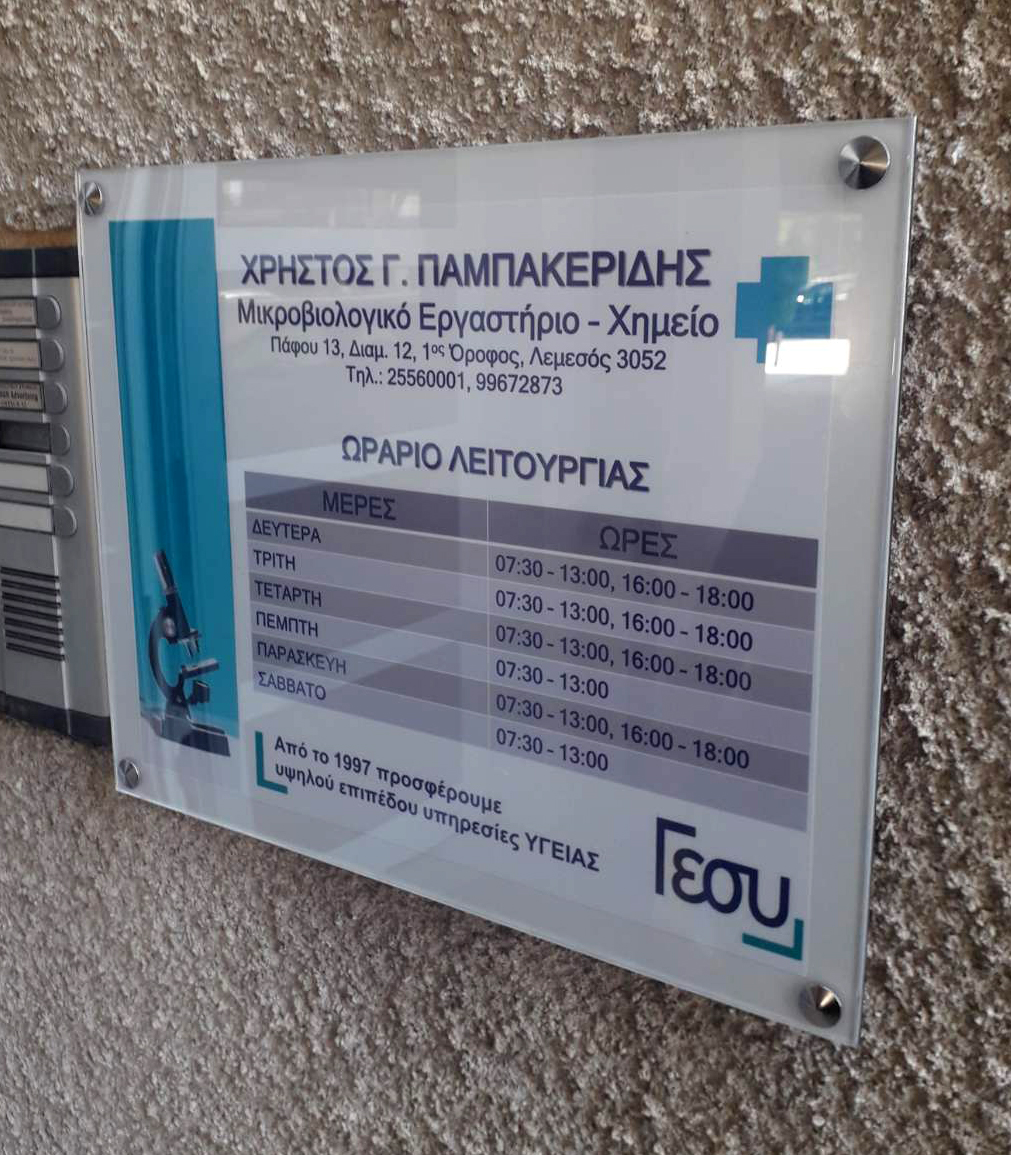 ΧΡΗΣΤΟΣ Γ. ΠΑΜΠΑΚΕΡΙΔΗΣ
Μικροβιολογικό Εργαστήριο - Χημείο
Πάφου 13, Διαμ. 12, 1ος Όροφος, Λεμεσός 3052
Τηλ.: 25560001, 99672873
ΩΡΑΡΙΟ ΛΕΙΤΟΥΡΓΙΑΣ
ΜΕΡΕΣ ΩΡΕΣ
ΔΕΥΤΕΡΑ 07:30 - 13:00, 16:00 - 18:00
ΤΡΙΤΗ 07:30 - 13:00, 16:00 - 18:00
ΤΕΤΑΡΤΗ 07:30 - 13:00, 16:00 - 18:00
ΠΕΜΠΤΗ 07:30 - 13:00
ΠΑΡΑΣΚΕΥΗ 07:30 - 13:00, 16:00 - 18:00
ΣΑΒΒΑΤΟ 07:30 - 13:00
Από το 1997 προσφέρουμε
υψηλού επιπέδου υπηρεσίες ΥΓΕΙΑΣ
Γεσυ